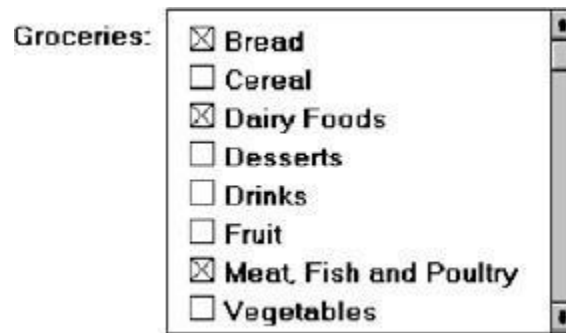 Groceries:
Bread
Cereal
Dairy Foods
Desserts
Drinks
Fruit
Meat, Fish and Poultry
Vegetables